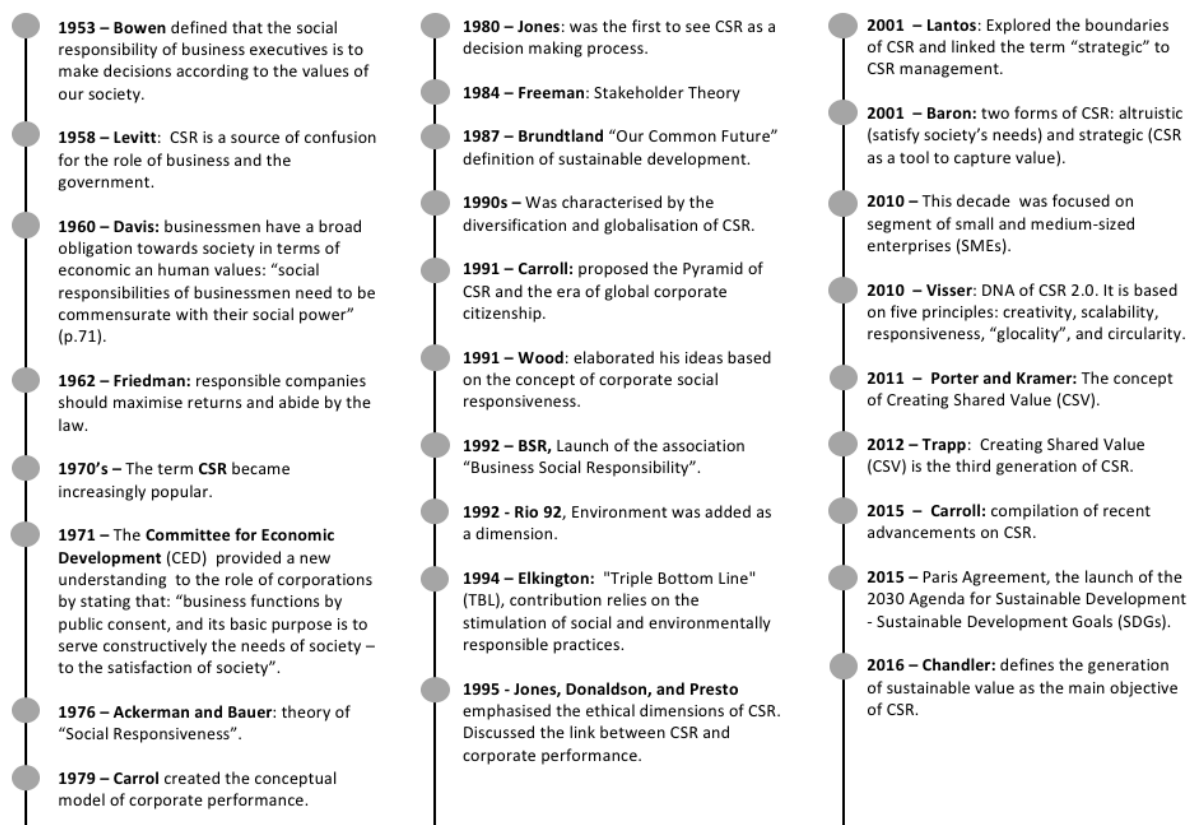 1953 – Bowen defined that the social
responsibility of business executives is to
make decisions according to the values of
our society.
1958 – Levitt: CSR is a source of confusion
for the role of business and the
government.
1960 – Davis: businessmen have a broad
obligation towards society in terms of
economic an human values: “social
responsibilities of businessmen need to be
commensurate with their social power”
(p.71).
1962 – Friedman: responsible companies
should maximise returns and abide by the
law.
1970’s – The term CSR became
increasingly popular.
1971 – The Committee for Economic
Development (CED) provided a new
understanding to the role of corporations
by stating that: “business functions by
public consent, and its basic purpose is to
serve constructively the needs of society –
to the satisfaction of society”.
1976 – Ackerman and Bauer: theory of
“Social Responsiveness”.
1979 – Carrol created the conceptual
model of corporate performance.
1980 – Jones: was the first to see CSR as a
decision making process.
1984 – Freeman: Stakeholder Theory
1987 – Brundtland “Our Common Future”
definition of sustainable development.
1990s – Was characterised by the
diversification and globalisation of CSR.
1991 – Carroll: proposed the Pyramid of
CSR and the era of global corporate
citizenship.
1991 – Wood: elaborated his ideas based
on the concept of corporate social
responsiveness.
1992 – BSR, Launch of the association
“Business Social Responsibility”.
1992 - Rio 92, Environment was added as
a dimension.
1994 – Elkington: "Triple Bottom Line"
(TBL), contribution relies on the
stimulation of social and environmentally
responsible practices.
1995 - Jones, Donaldson, and Presto
emphasised the ethical dimensions of CSR.
Discussed the link between CSR and
corporate performance.
2001 – Lantos: Explored the boundaries
of CSR and linked the term “strategic” to
CSR management.
2001 – Baron: two forms of CSR: altruistic
(satisfy society’s needs) and strategic (CSR
as a tool to capture value).
2010 – This decade was focused on
segment of small and medium-sized
enterprises (SMEs).
2010 – Visser: DNA of CSR 2.0. It is based
on five principles: creativity, scalability,
responsiveness, “glocality”, and circularity.
2011 – Porter and Kramer: The concept
of Creating Shared Value (CSV).
2012 – Trapp: Creating Shared Value
(CSV) is the third generation of CSR.
2015 – Carroll: compilation of recent
advancements on CSR.
2015 – Paris Agreement, the launch of the
2030 Agenda for Sustainable Development
- Sustainable Development Goals (SDGs).
2016 – Chandler: defines the generation
of sustainable value as the main objective
of CSR.